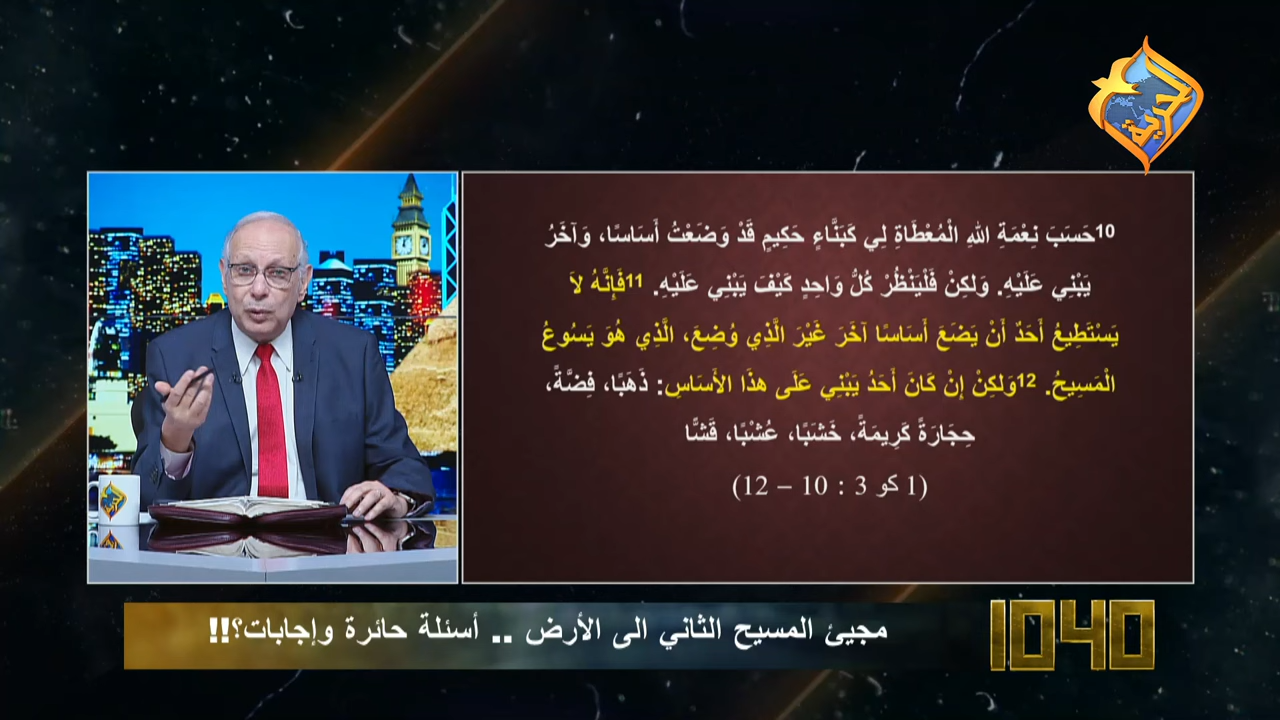 الحرية
10حَسَبَ نِعْمَةِ اللهِ الْمُعْطَاةِ لِي كَبَنَّاءٍ حَكِيمٍ قَدْ وَضَعْتُ أَسَاسًا، وَآخَرُ
يَبْنِي عَلَيْهِ. وَلكِنْ فَلْيَنْظُرْ كُلُّ وَاحِدٍ كَيْفَ يَبْنِي عَلَيْهِ. 11فَإِنَّهُ لاَ
يَسْتَطِيعُ أَحَدٌ أَنْ يَضَعَ أَسَاسًا آخَرَ غَيْرَ الَّذِي وُضِعَ، الَّذِي هُوَ يَسُوعُ
الْمَسِيحُ. 12وَلكِنْ إِنْ كَانَ أَحَدٌ يَبْنِي عَلَى هذَا الأَسَاسِ: ذَهَبًا، فِضَّةً،
حِجَارَةً كَرِيمَةً، خَشَبًا، عُشْبًا، قَشًّا
(1 كو 3 : 10 – 12)
مجيئ المسيح الثاني الى الأرض .. أسئلة حائرة وإجابات؟!!
1040